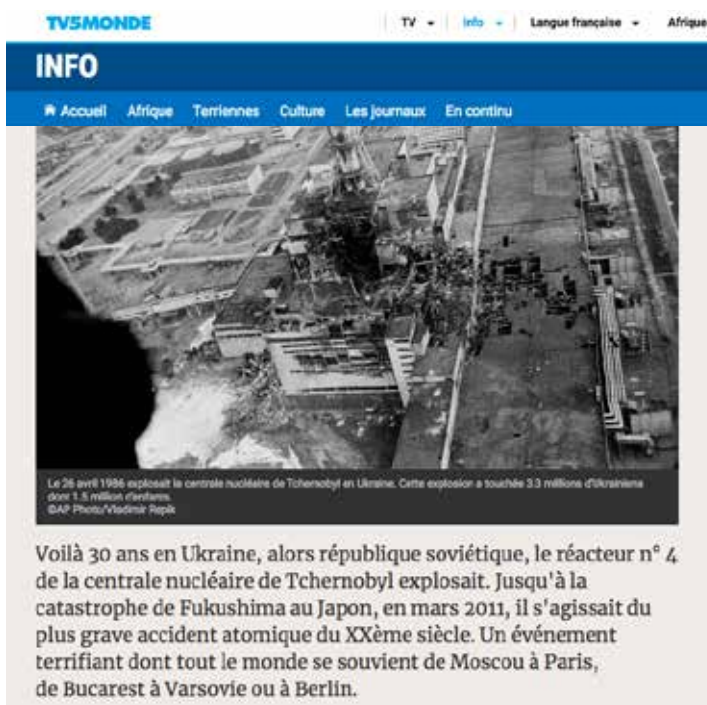 TV5MONDE
TV Info Langue française Afrique
INFO
Accueil Afrique Terriennes Culture Les journaux En continu
Le 26 avril 1986 explosait la centrale nucléaire de Tchernobyl en Ukraine. Cette explosion a touchée 3.3 millions d'Ukrainiens
dont 1.5 million d'enfants.
©AP Photo/Vladimir Repik
Voilà 30 ans en Ukraine, alors république soviétique, le réacteur n° 4
de la centrale nucléaire de Tchernobyl explosait. Jusqu'à la
catastrophe de Fukushima au Japon, en mars 2011, il s'agissait du
plus grave accident atomique du XXème siècle. Un événement
terrifiant dont tout le monde se souvient de Moscou à Paris,
de Bucarest à Varsovie ou à Berlin.